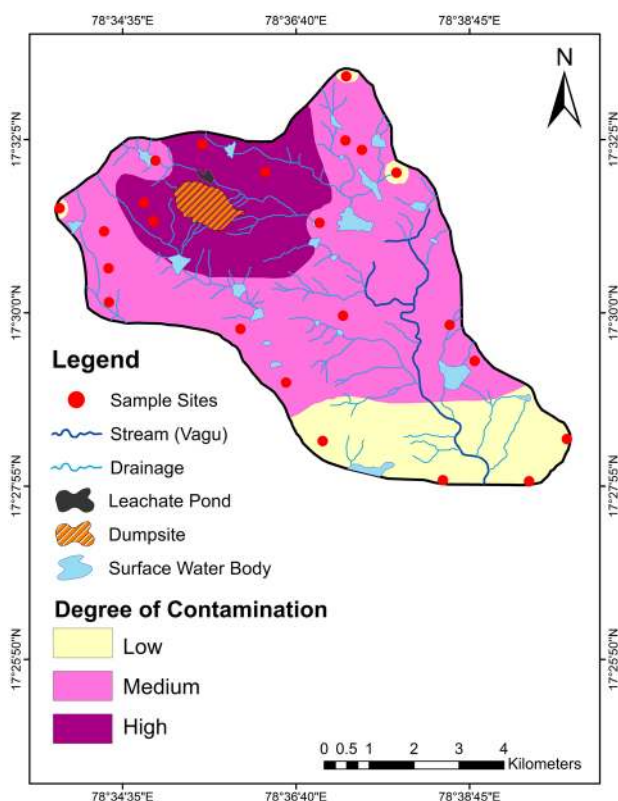 78°34'35"E 78°36'40"E 78°38'45"E
N
17°32'5"N 17°32'5"N
17°30'0"N 17°30'0"N
Legend
Sample Sites
Stream (Vagu)
Drainage
17°27'55"N 17°27'55"N
Leachate Pond
Dumpsite
Surface Water Body
Degree of Contamination
Low
17°25'50"N 17°25'50"N
Medium
High
0 0.5 1 2 3 4
Kilometers
78°34'35"E 78°36'40"E 78°38'45"E